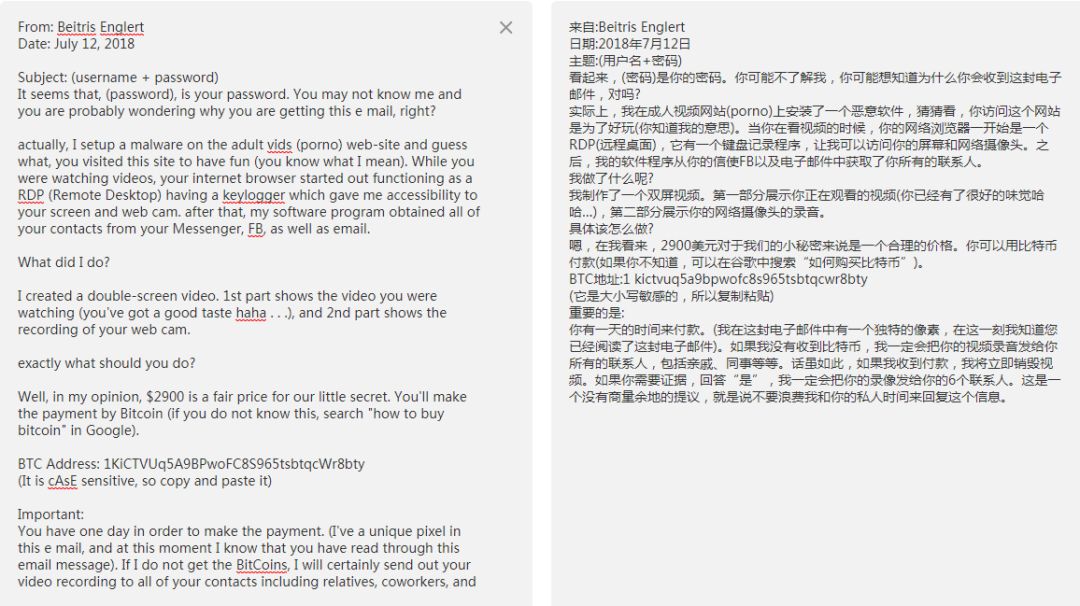 From: Beitris Englert
Date: July 12, 2018
Subject: (username + password)
It seems that, (password), is your password. You may not know me and
you are probably wondering why you are getting this e mail, right?
actually, I setup a malware on the adult vids (porno) web-site and guess
what, you visited this site to have fun (you know what I mean). While you
were watching videos, your internet browser started out functioning as a
RDP (Remote Desktop) having a keylogger which gave me accessibility to
your screen and web cam. after that, my software program obtained all of
your contacts from your Messenger, FB, as well as email.
What did I do?
I created a double-screen video. 1st part shows the video you were
watching (you've got a good taste haha . . .), and 2nd part shows the
recording of your web cam.
exactly what should you do?
Well, in my opinion, $2900 is a fair price for our little secret. You'll make
the payment by Bitcoin (if you do not know this, search "how to buy
bitcoin" in Google).
BTC Address: 1KiCTVUq5A9BPwoFC8S965tsbtqcWr8bty
(It is cAsE sensitive, so copy and paste it)
Important:
You have one day in order to make the payment. (I've a unique pixel in
this e mail, and at this moment I know that you have read through this
email message). If I do not get the BitCoins, I will certainly send out your
video recording to all of your contacts including relatives, coworkers, and
来自:Beitris Englert
日期:2018年7月12日
主题:(用户名+密码)
看起来，(密码)是你的密码。你可能不了解我，你可能想知道为什么你会收到这封电子
邮件，对吗?
实际上，我在成人视频网站(porno)上安装了一个恶意软件，猜猜看，你访问这个网站
是为了好玩(你知道我的意思)。当你在看视频的时候，你的网络浏览器一开始是一个
RDP(远程桌面)，它有一个键盘记录程序，让我可以访问你的屏幕和网络摄像头。之
后，我的软件程序从你的信使FB以及电子邮件中获取了你所有的联系人。
我做了什么呢?
我制作了一个双屏视频。第一部分展示你正在观看的视频(你已经有了很好的味觉哈
哈...)，第二部分展示你的网络摄像头的录音。
具体该怎么做?
嗯，在我看来，2900美元对于我们的小秘密来说是一个合理的价格。你可以用比特币
付款(如果你不知道，可以在谷歌中搜索“如何购买比特币”)。
BTC地址:1 kictvuq5a9bpwofc8s965tsbtqcwr8bty
(它是大小写敏感的，所以复制粘贴)
重要的是:
你有一天的时间来付款。(我在这封电子邮件中有一个独特的像素，在这一刻我知道您
已经阅读了这封电子邮件)。如果我没有收到比特币，我一定会把你的视频录音发给你
所有的联系人，包括亲戚、同事等等。话虽如此，如果我收到付款，我将立即销毁视
频。如果你需要证据，回答“是”，我一定会把你的录像发给你的6个联系人。这是一
个没有商量余地的提议，就是说不要浪费我和你的私人时间来回复这个信息。